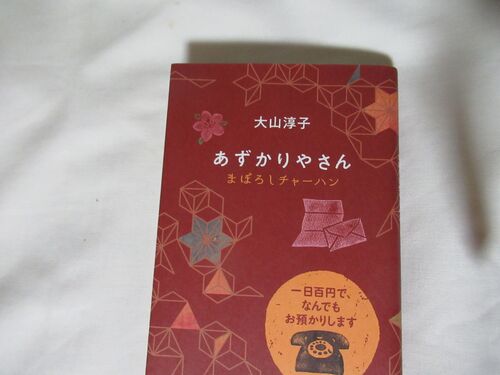 大山淳子
あずかりやさん
まぼろしチャーハン
一日百円で、
なんでも
お預かりします